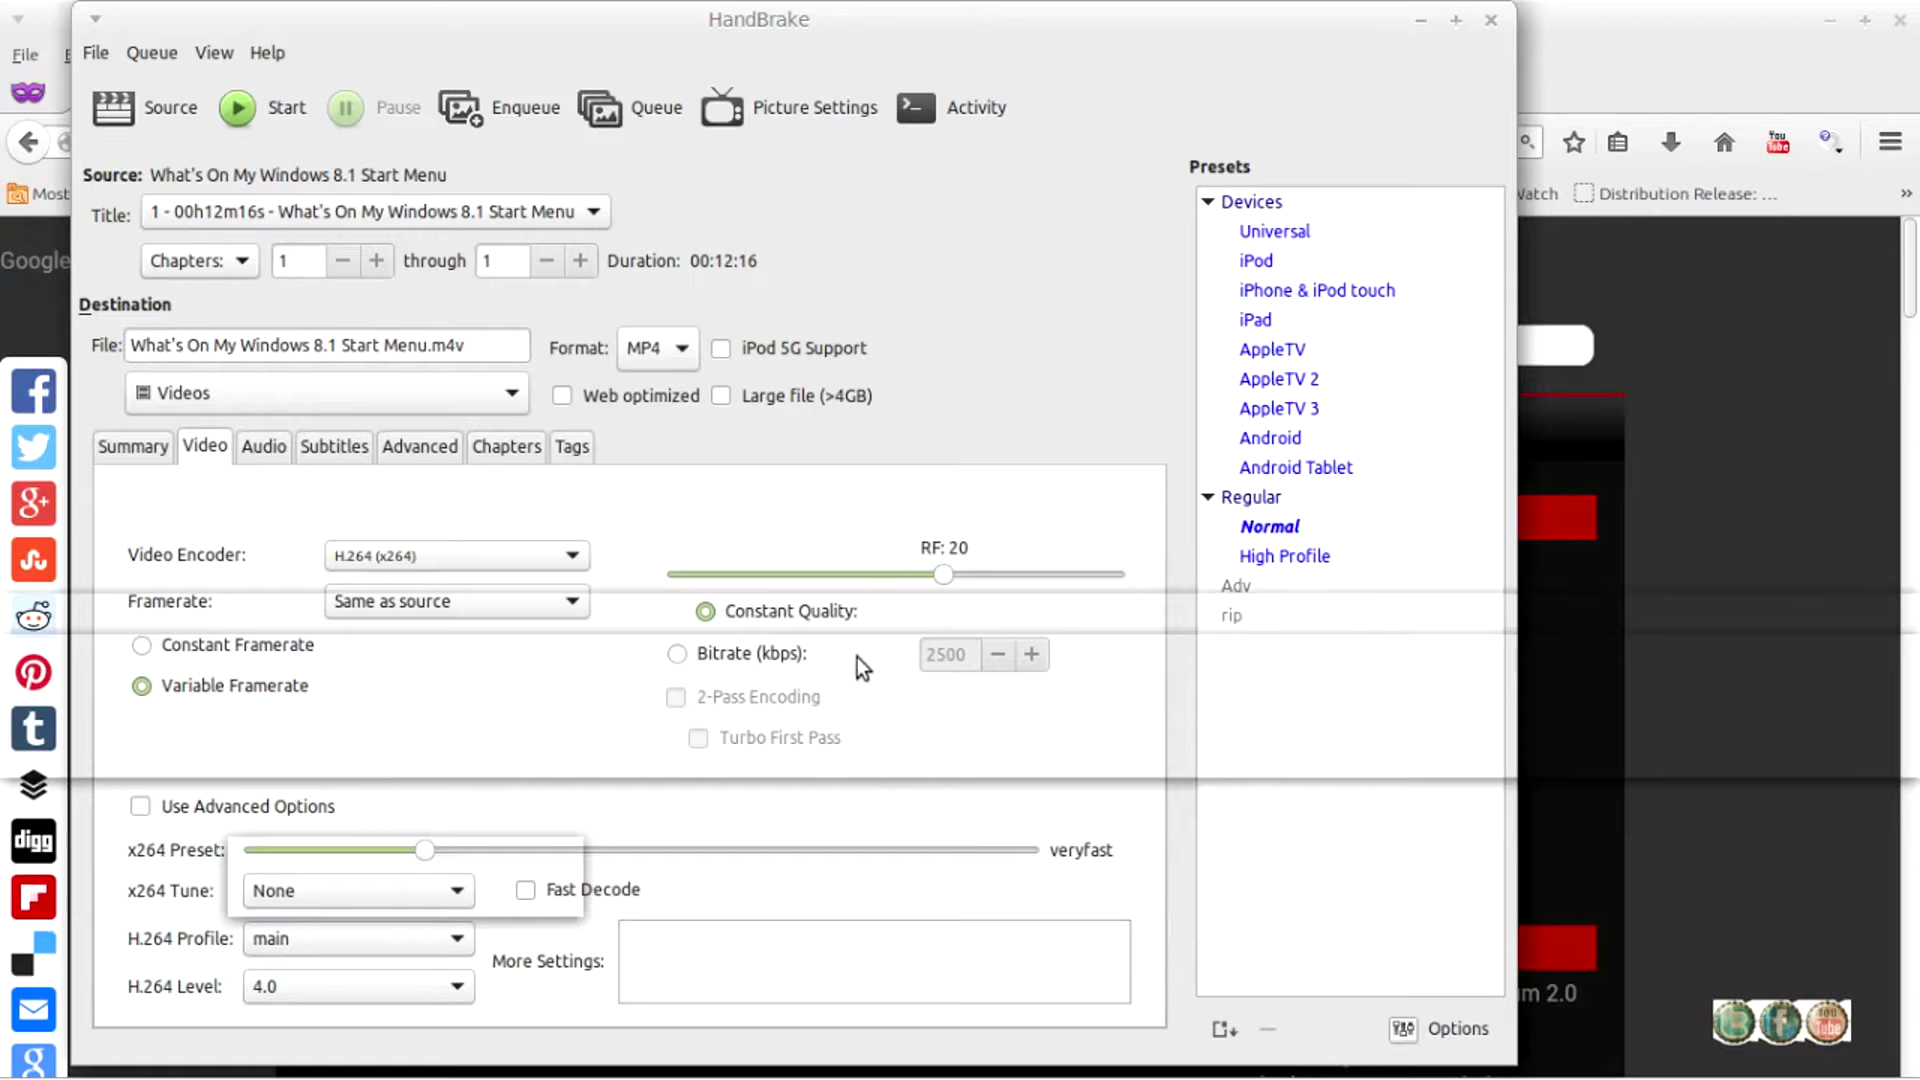 HandBrake
File
File Queue View Help
Source Start Pause Enqueue Queue Picture Settings Activity
You Tube
Source: What's On My Windows 8.1 Start Menu
Presets
Most
Watch Distribution Release: ... »
Title: 1 - 00h12m16s - What's On My Windows 8.1 Start Menu
Devices
Universal
Google
Chapters: 1 − + through 1 − + Duration: 00:12:16
iPod
iPhone & iPod touch
Destination
iPad
File: What's On My Windows 8.1 Start Menu.m4v Format: MP4 iPod 5G Support
AppleTV
AppleTV 2
Videos Web optimized Large file (>4GB)
AppleTV 3
Android
Summary Video Audio Subtitles Advanced Chapters Tags
Android Tablet
Regular
Normal
RF: 20
Video Encoder: H.264 (x264)
High Profile
Adv
Framerate: Same as source Constant Quality:
rip
Constant Framerate Bitrate (kbps): 2500 − +
Variable Framerate 2-Pass Encoding
Turbo First Pass
Use Advanced Options
digg
x264 Preset: veryfast
x264 Tune: None Fast Decode
H.264 Profile: main
More Settings:
H.264 Level: 4.0
um 2.0
Options
You Tube